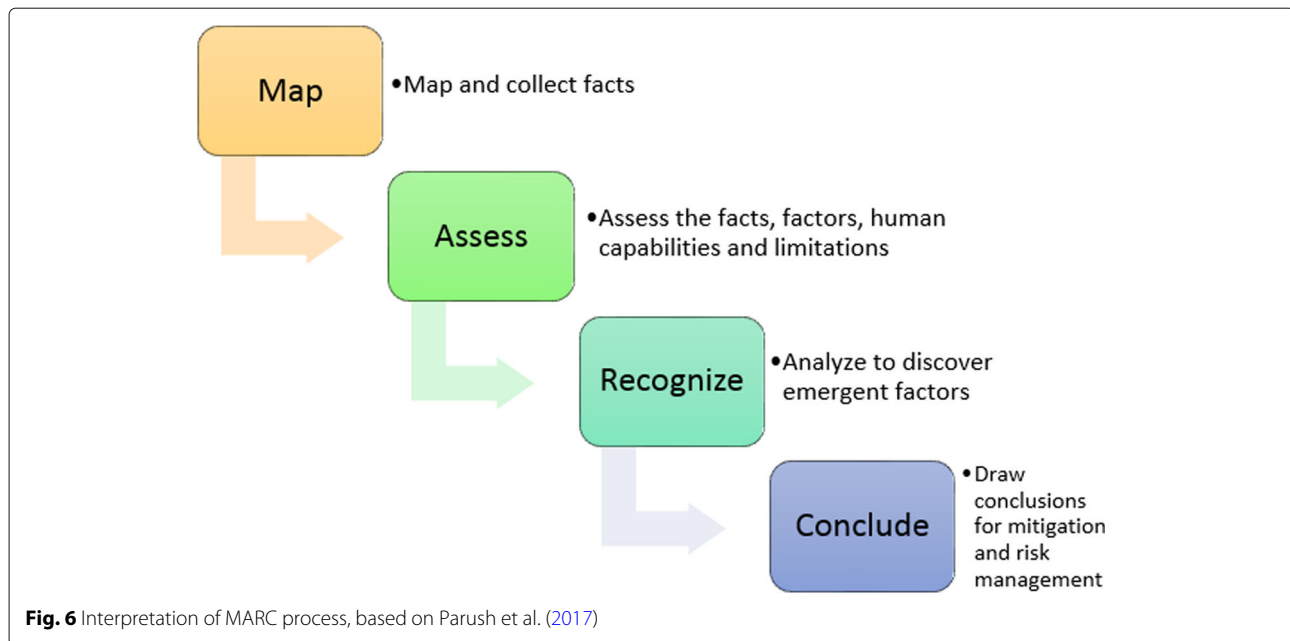 Map
•Map and collect facts
Assess
•Assess the facts, factors, human
capabilities and limitations
Recognize
•Analyze to discover
emergent factors
Conclude
•Draw
conclusions
for mitigation
and risk
management
Fig. 6 Interpretation of MARC process, based on Parush et al. (2017)